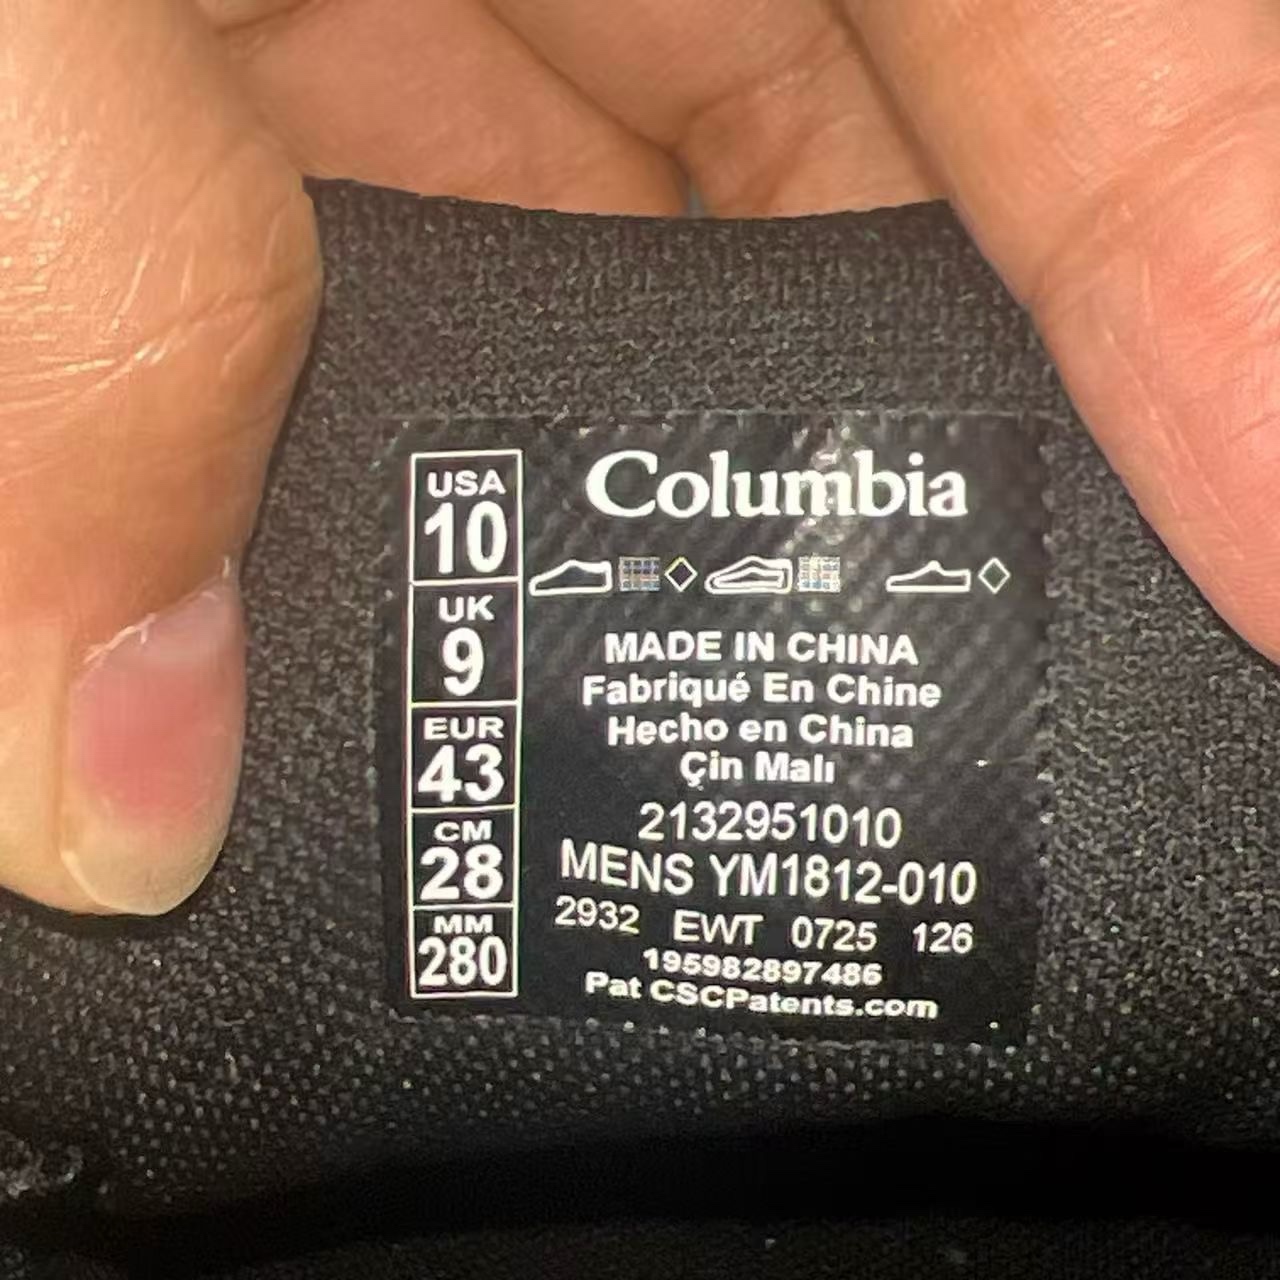 USA
10
UK
9
EUR
43
CM
28
MM
280
Columbia
MADE IN CHINA
Fabriqué En Chine
Hecho en China
Çin Malı
2132951010
MENS YM1812-010
2932 EWT 0725 126
195982897486
Pat CSCPatents.com